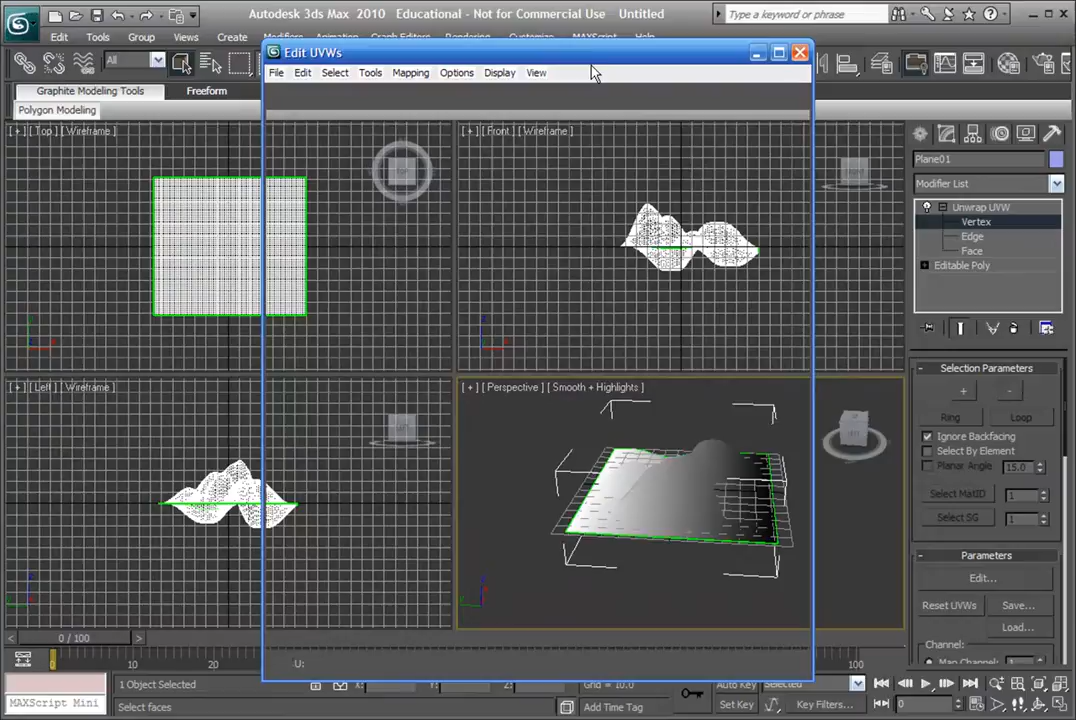 Autodesk 3ds Max 2010 Educational - Not for Commercial Use Untitled
Type a keyword or phrase
Edit Tools Group Views Create
Edit UVWs
File Edit Select Tools Mapping Options Display View
All
Graphite Modeling Tools Freeform
Polygon Modeling
[ + ] [ Top ] [ Wireframe ]
[ + ] [ Front ] [ Wireframe ]
Plane01
Modifier List
Unwrap UVW
Vertex
Edge
Face
Editable Poly
[ + ] [ Left ] [ Wireframe ]
[ + ] [ Perspective ] [ Smooth + Highlights ]
Selection Parameters
+ -
Ring Loop
Ignore Backfacing
Select By Element
Planar Angle 15.0
Select MatID 1
Select SG 1
Parameters
Edit...
Reset UVWs Save...
Load...
Channel:
0 / 100
U:
10 20 100
1 Object Selected
Auto Key Selected
MAXScript Mini
Select faces
Add Time Tag
Set Key Key Filters... 0